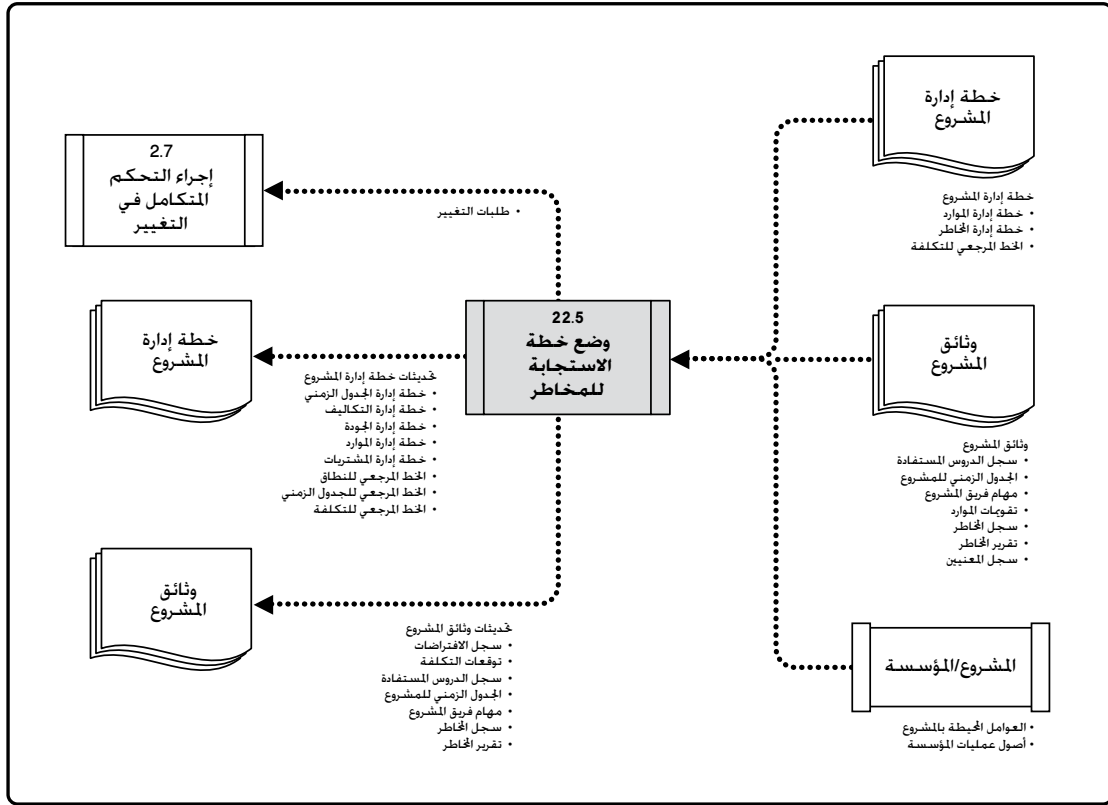 خطة إدارة
المشروع
خطة إدارة المشروع
• خطة إدارة الموارد
• خطة إدارة المخاطر
• الخط المرجعي للتكلفة
وثائق
المشروع
وثائق المشروع
• سجل الدروس المستفادة
• الجدول الزمني للمشروع
• مهام فريق المشروع
• تقويمات الموارد
• سجل المخاطر
• تقرير المخاطر
• سجل المعنيين
المشروع/المؤسسة
• العوامل المحيطة بالمشروع
• أصول عمليات المؤسسة
22.5
وضع خطة
الاستجابة
للمخاطر
2.7
إجراء التحكم
المتكامل في
التغيير
• طلبات التغيير
خطة إدارة
المشروع
تحديثات خطة إدارة المشروع
• خطة إدارة الجدول الزمني
• خطة إدارة التكاليف
• خطة إدارة الجودة
• خطة إدارة الموارد
• خطة إدارة المشتريات
• الخط المرجعي للنطاق
• الخط المرجعي للجدول الزمني
• الخط المرجعي للتكلفة
وثائق
المشروع
تحديثات وثائق المشروع
• سجل الافتراضات
• توقعات التكلفة
• سجل الدروس المستفادة
• الجدول الزمني للمشروع
• مهام فريق المشروع
• سجل المخاطر
• تقرير المخاطر